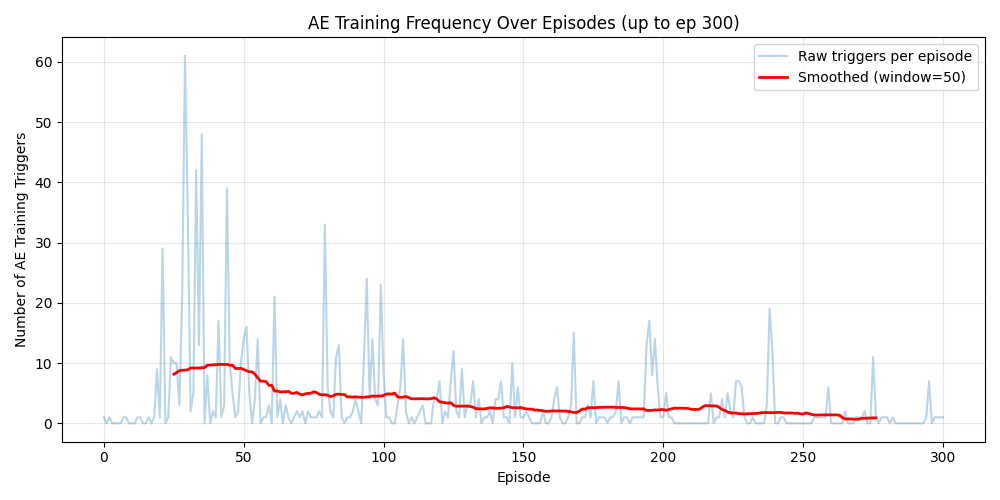 AE Training Frequency Over Episodes (up to ep 300)
Raw triggers per episode
Smoothed (window=50)
Number of AE Training Triggers
60
50
40
30
20
10
0
0 50 100 150 200 250 300
Episode